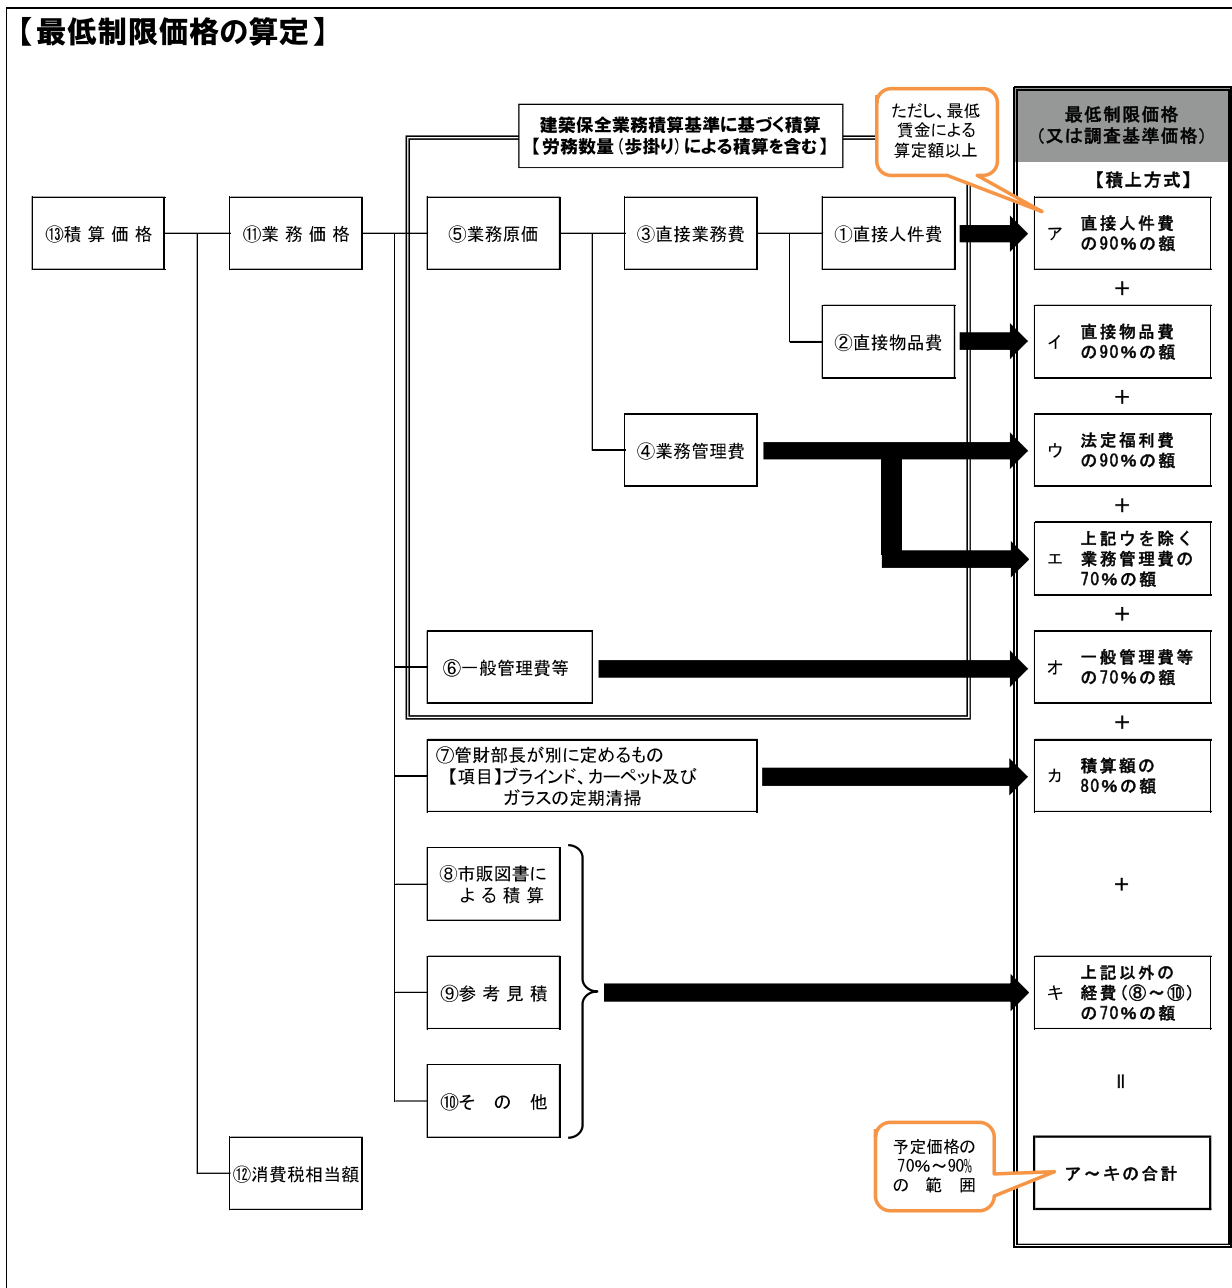 【最低制限価格の算定】
建築保全業務積算基準に基づく積算
【労務数量(歩掛り)による積算を含む】
ただし、最低
賃金による
算定額以上
最低制限価格
(又は調査基準価格)
【積上方式】
⑬積算価格
⑪業務価格
⑤業務原価
③直接業務費
①直接人件費
ア 直接人件費
の90%の額
+
②直接物品費
イ 直接物品費
の90%の額
+
④業務管理費
ウ 法定福利費
の90%の額
+
エ 上記ウを除く
業務管理費の
70%の額
+
⑥一般管理費等
オ 一般管理費等
の70%の額
+
⑦管財部長が別に定めるもの
【項目】ブラインド、カーペット及び
ガラスの定期清掃
カ 積算額の
80%の額
⑧市販図書に
よる積算
+
⑨参考見積
キ 上記以外の
経費(⑧~⑩)
の70%の額
=
⑩その他
⑫消費税相当額
予定価格の
70%~90%
の範囲
ア~キの合計